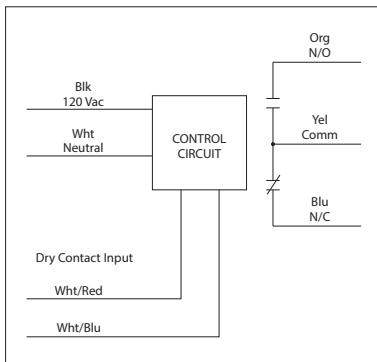 Org
N/O
Blk
120 Vac
Yel
Comm
Wht
Neutral
CONTROL
CIRCUIT
Blu
N/C
Dry Contact Input
Wht/Red
Wht/Blu